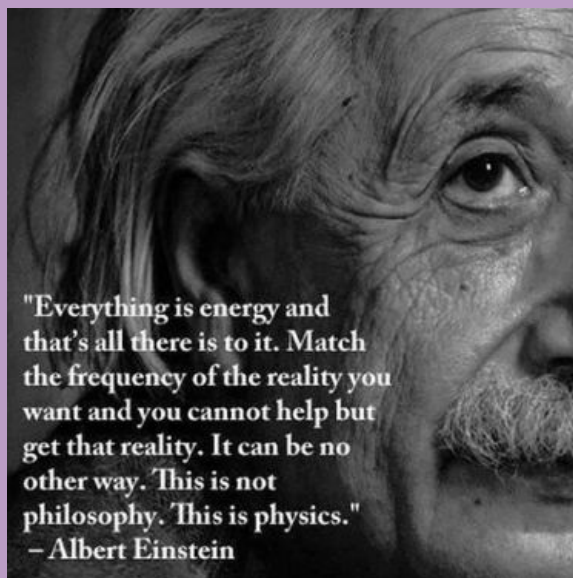 "Everything is energy and
that's all there is to it. Match
the frequency of the reality you
want and you cannot help but
get that reality. It can be no
other way. This is not
philosophy. This is physics."
– Albert Einstein